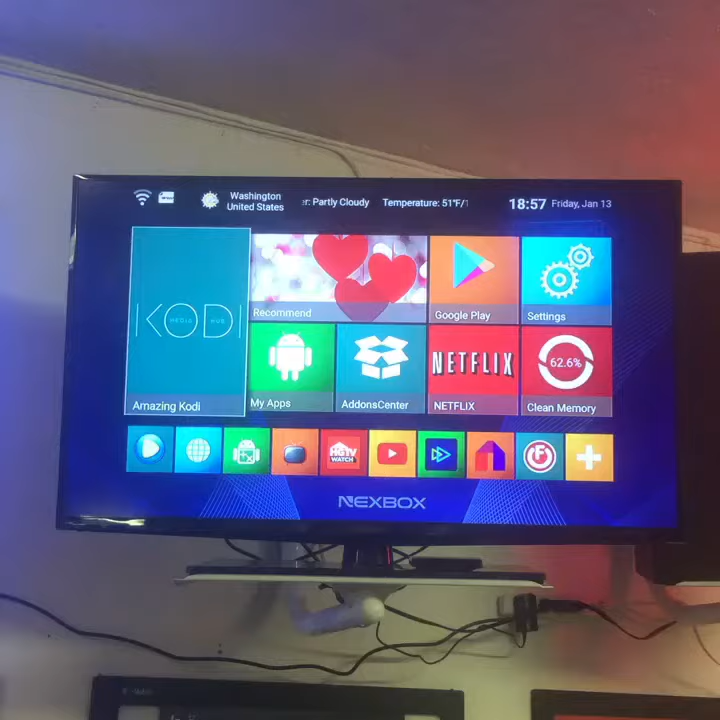 Washington
United States
r: Partly Cloudy
Temperature: 51°F/1
18:57 Friday, Jan 13
KODI
MEDIA HUB
Amazing Kodi
Recommend
Google Play
Settings
My Apps
AddonsCenter
NETFLIX
NETFLIX
62.6%
Clean Memory
HGTV
WATCH
F
NEXBOX